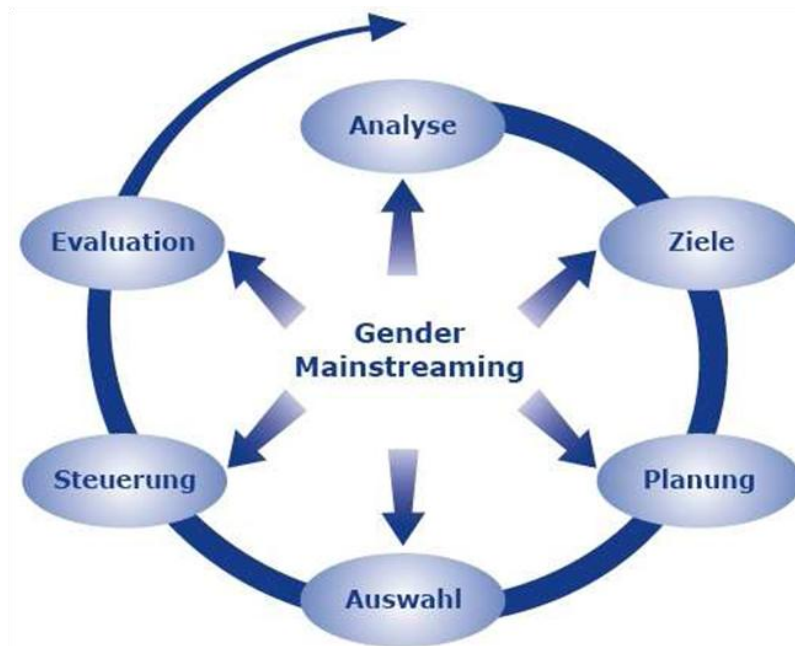 Analyse
Ziele
Planung
Auswahl
Steuerung
Evaluation
Gender
Mainstreaming